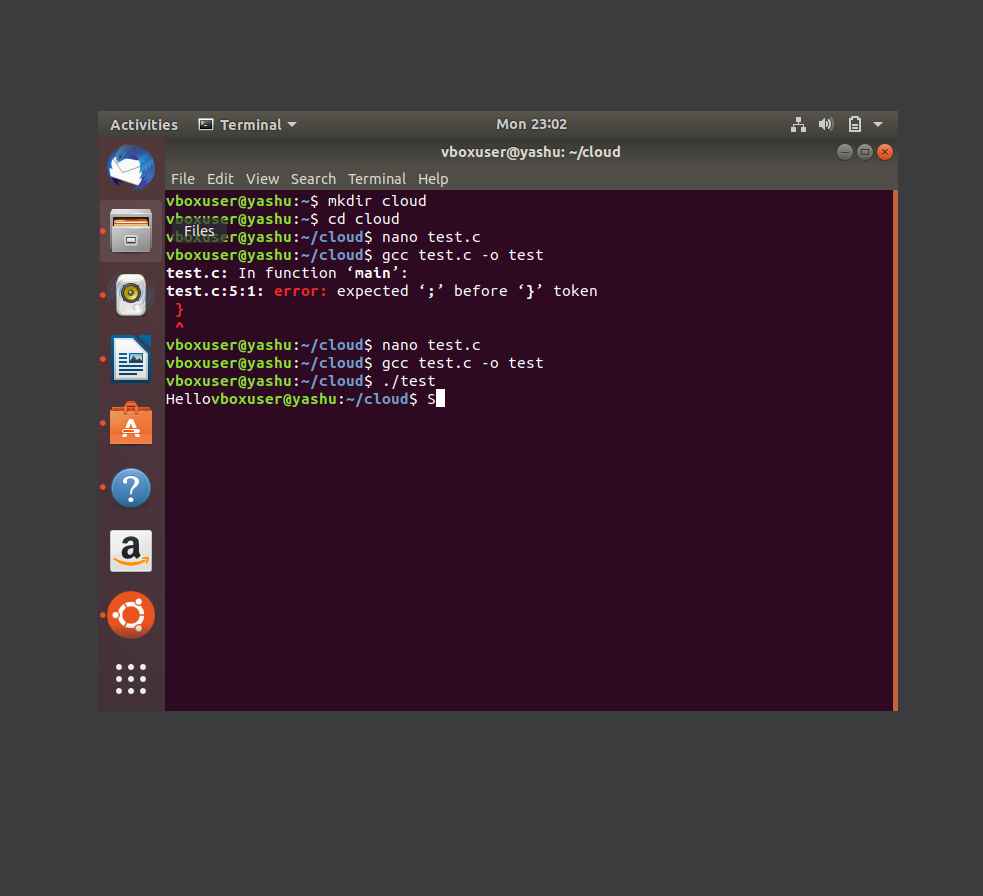 Activities Terminal Mon 23:02
vboxuser@yashu: ~/cloud
File Edit View Search Terminal Help
vboxuser@yashu:~$ mkdir cloud
vboxuser@yashu:~$ cd cloud
Files
vboxuser@yashu:~/cloud$ nano test.c
vboxuser@yashu:~/cloud$ gcc test.c -o test
test.c: In function ‘main’:
test.c:5:1: error: expected ‘;’ before ‘}’ token
}
^
vboxuser@yashu:~/cloud$ nano test.c
vboxuser@yashu:~/cloud$ gcc test.c -o test
vboxuser@yashu:~/cloud$ ./test
Hellovboxuser@yashu:~/cloud$ S
A
?
a